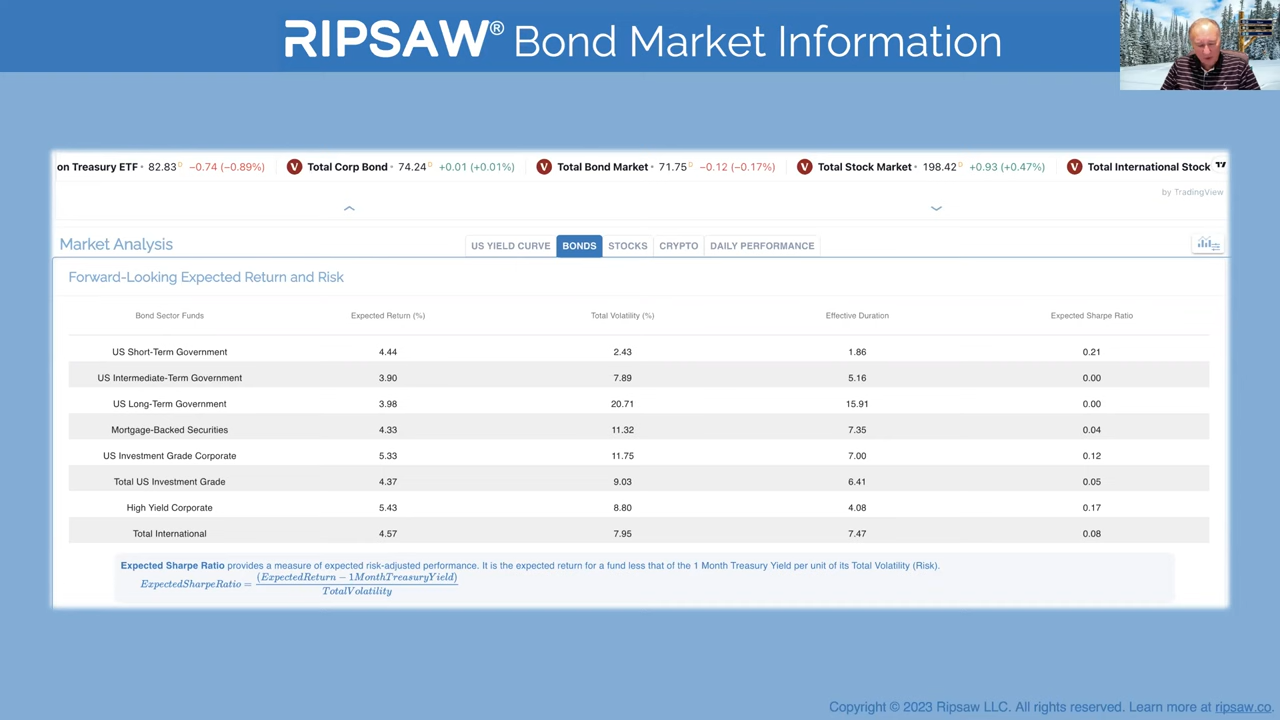 RIPSAW® Bond Market Information
on Treasury ETF 82.83 D −0.74 (−0.89%) V Total Corp Bond 74.24 D +0.01 (+0.01%) V Total Bond Market 71.75 D −0.12 (−0.17%) V Total Stock Market 198.42 D +0.93 (+0.47%) V Total International Stock
by TradingView
Market Analysis US YIELD CURVE BONDS STOCKS CRYPTO DAILY PERFORMANCE
Forward-Looking Expected Return and Risk
Bond Sector Funds Expected Return (%) Total Volatility (%) Effective Duration Expected Sharpe Ratio
US Short-Term Government 4.44 2.43 1.86 0.21
US Intermediate-Term Government 3.90 7.89 5.16 0.00
US Long-Term Government 3.98 20.71 15.91 0.00
Mortgage-Backed Securities 4.33 11.32 7.35 0.04
US Investment Grade Corporate 5.33 11.75 7.00 0.12
Total US Investment Grade 4.37 9.03 6.41 0.05
High Yield Corporate 5.43 8.80 4.08 0.17
Total International 4.57 7.95 7.47 0.08
Expected Sharpe Ratio provides a measure of expected risk-adjusted performance. It is the expected return for a fund less that of the 1 Month Treasury Yield per unit of its Total Volatility (Risk).
ExpectedSharpeRatio = (ExpectedReturn − 1MonthTreasuryYield) / TotalVolatility
Copyright © 2023 Ripsaw LLC. All rights reserved. Learn more at ripsaw.co.